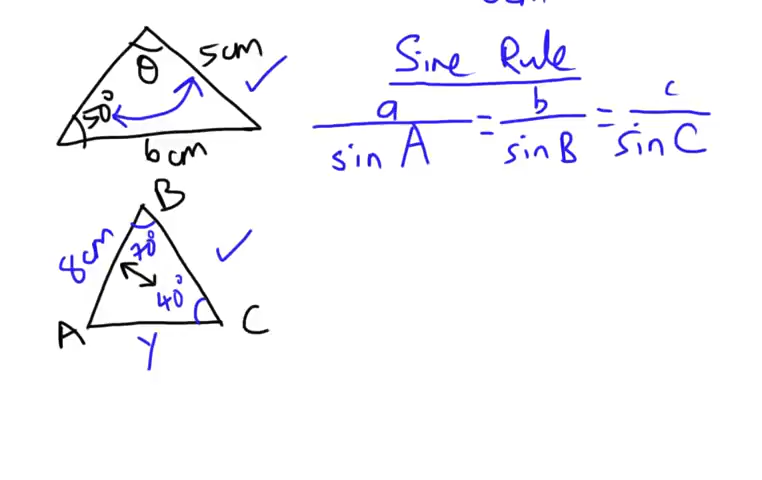 5cm
θ
50°
6cm
Sine Rule
a/sin A = b/sin B = c/sin C
B
8cm
70°
40°
A
C
y